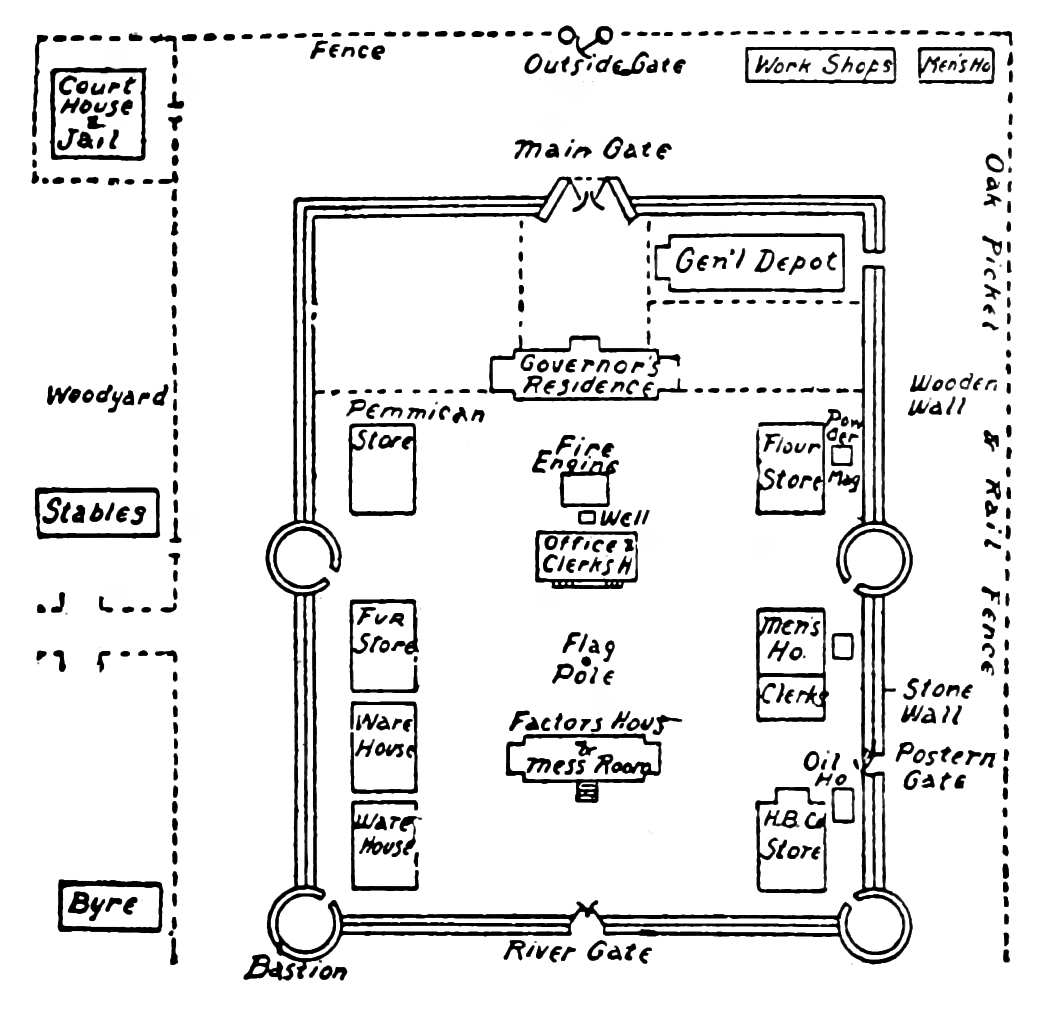 Fence
Outside Gate
Work Shops
Men's Ho
Court
House
&
Jail
Main Gate
Oak Picket & Rail Fence
Gen'l Depot
Governor's
Residence
Woodyard
Wooden
Wall
Pemmican
Store
Fire
Engine
Flour
Store
Pow
der
Mag
Stables
Well
Office &
Clerks H
Fur
Store
Flag
Pole
Men's
Ho.
Clerks
Stone
Wall
Ware
House
Factors Hous
&
Mess Room
Oil
Ho
Postern
Gate
Ware
House
H.B.Co
Store
Byre
River Gate
Bastion